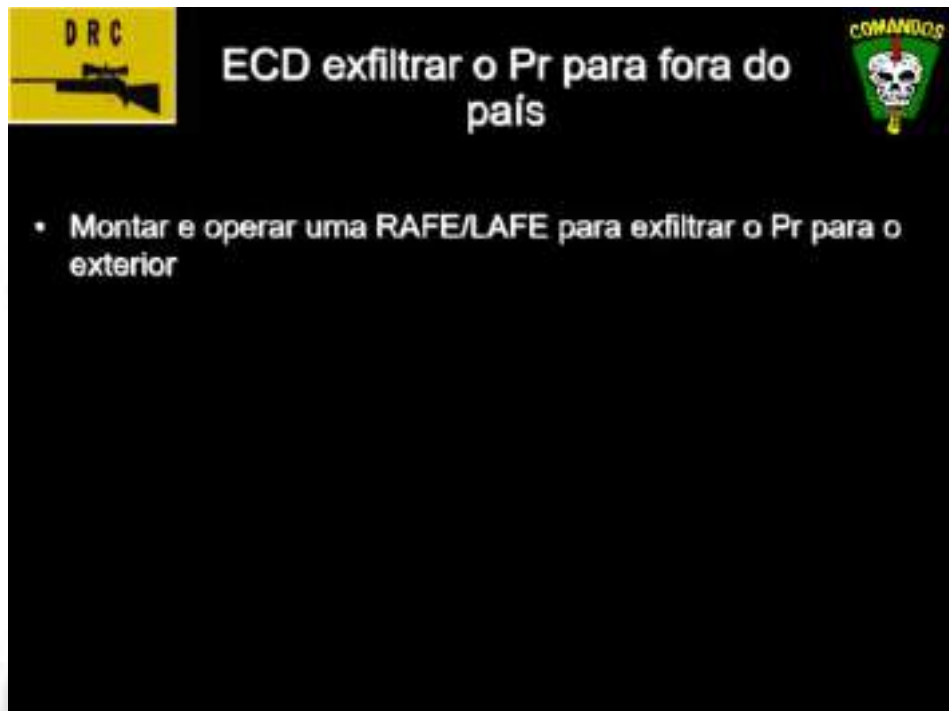 DRC
COMANDOS
ECD exfiltrar o Pr para fora do
país
• Montar e operar uma RAFE/LAFE para exfiltrar o Pr para o
exterior